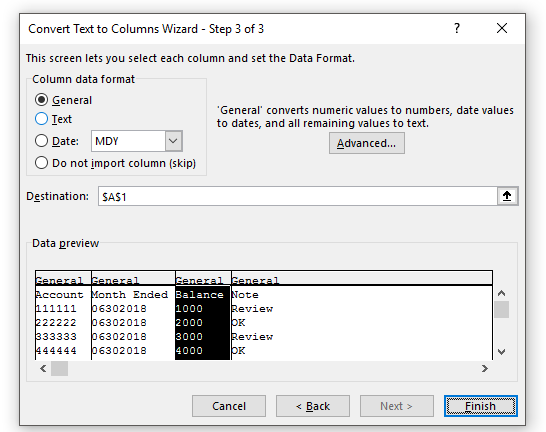 Convert Text to Columns Wizard - Step 3 of 3
?
This screen lets you select each column and set the Data Format.
Column data format
General
Text
Date: MDY
Do not import column (skip)
'General' converts numeric values to numbers, date values
to dates, and all remaining values to text.
Advanced...
Destination: $A$1
Data preview
General General General General
Account Month Ended Balance Note
111111 06302018 1000 Review
222222 06302018 2000 OK
333333 06302018 3000 Review
444444 06302018 4000 OK
Cancel < Back Next > Finish